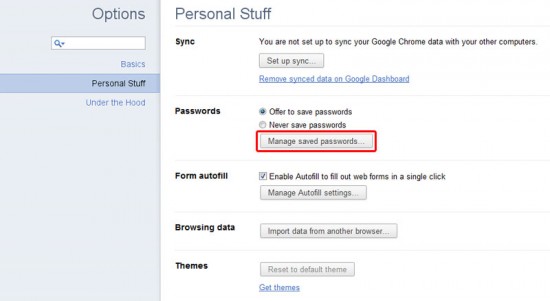 Options
Basics
Personal Stuff
Under the Hood
Personal Stuff
Sync
You are not set up to sync your Google Chrome data with your other computers.
Set up sync...
Remove synced data on Google Dashboard
Passwords
Offer to save passwords
Never save passwords
Manage saved passwords...
Form autofill
Enable Autofill to fill out web forms in a single click
Manage Autofill settings...
Browsing data
Import data from another browser...
Themes
Reset to default theme
Get themes